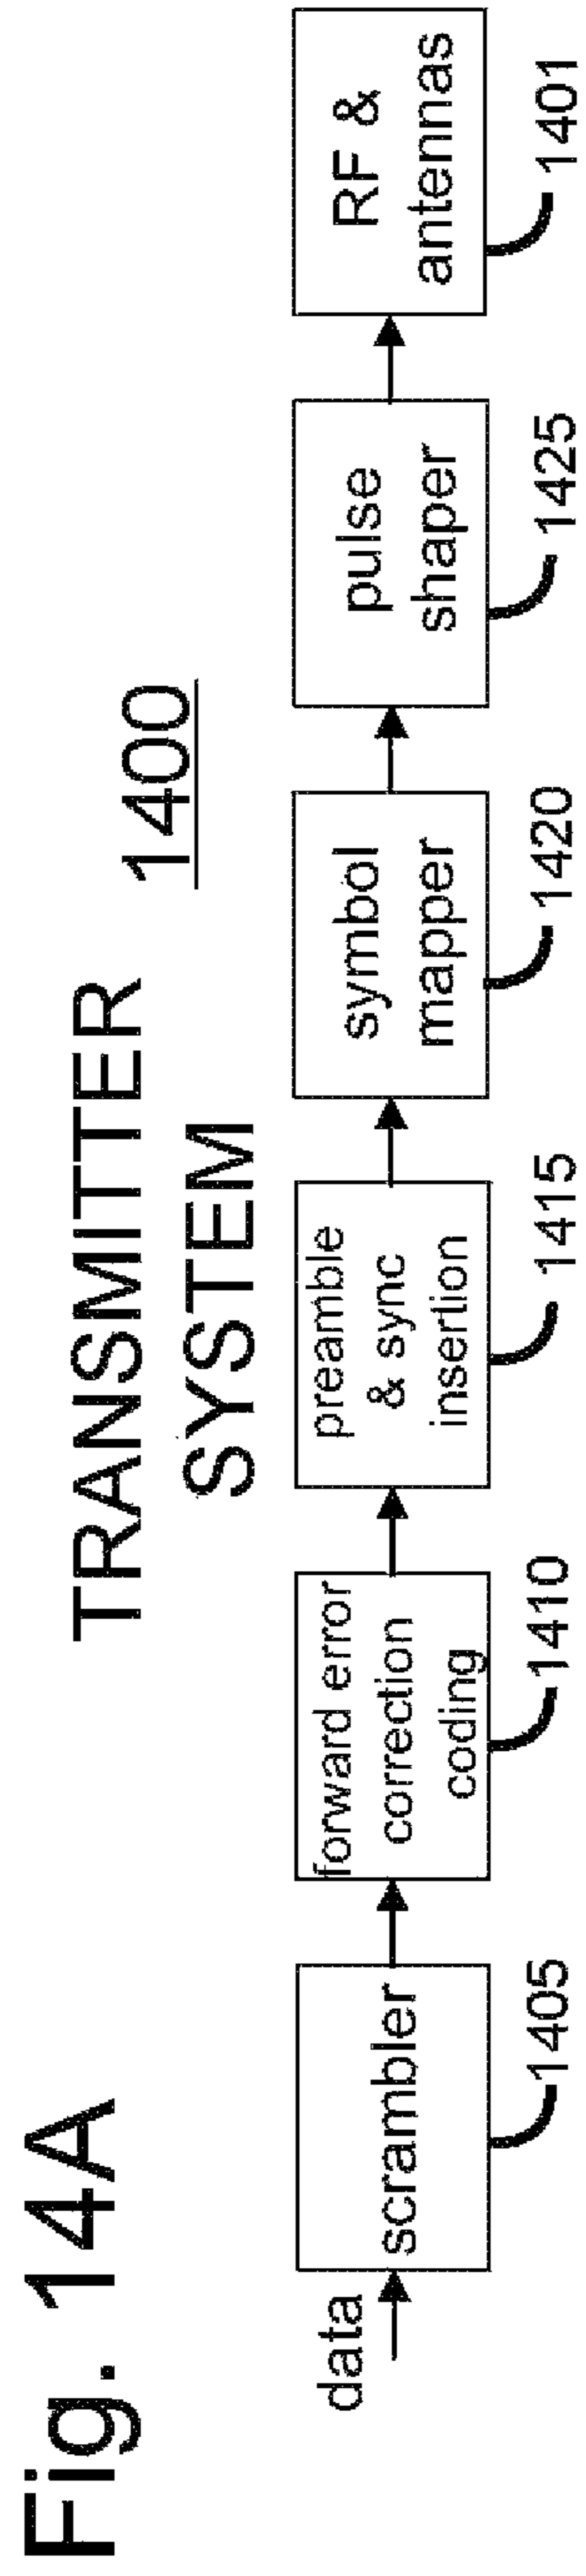 Fig. 14A
TRANSMITTER
SYSTEM
1400
data
scrambler
1405
forward error
correction
coding
1410
preamble
& sync
insertion
1415
symbol
mapper
1420
pulse
shaper
1425
RF &
antennas
1401